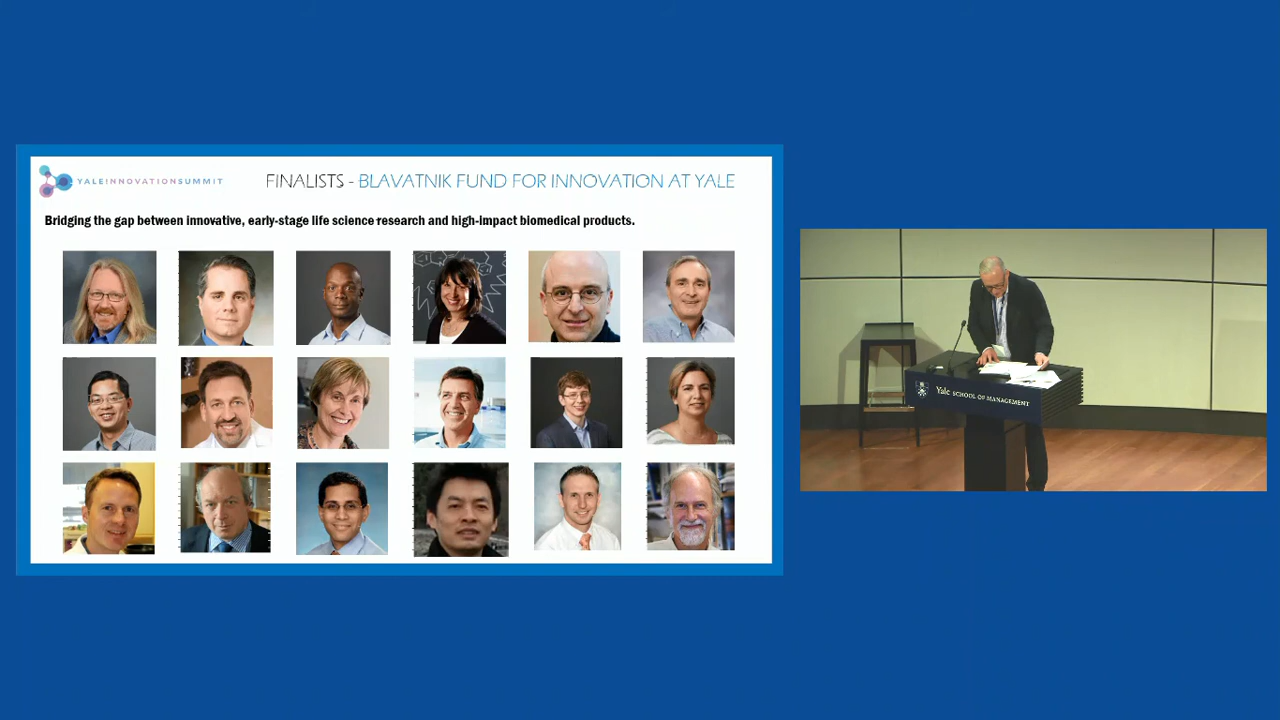 YALEINNOVATIONSUMMIT
FINALISTS - BLAVATNIK FUND FOR INNOVATION AT YALE
Bridging the gap between innovative, early-stage life science research and high-impact biomedical products.
Yale SCHOOL OF MANAGEMENT